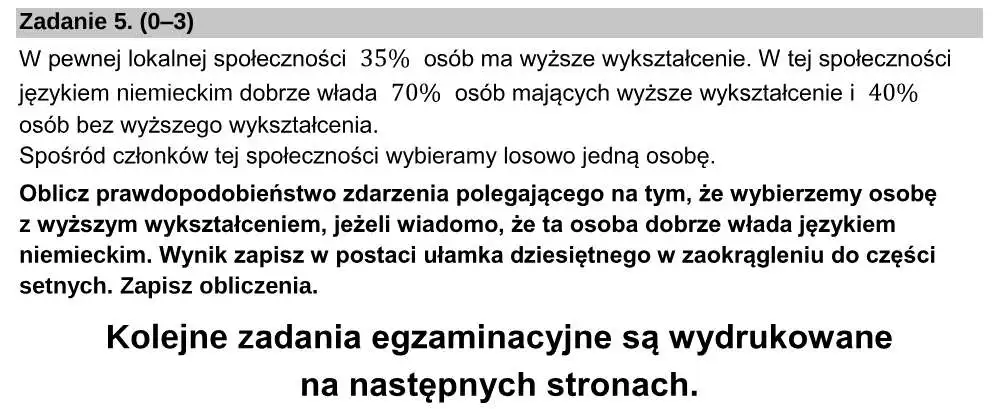 Zadanie 5. (0–3)
W pewnej lokalnej społeczności 35% osób ma wyższe wykształcenie. W tej społeczności
językiem niemieckim dobrze włada 70% osób mających wyższe wykształcenie i 40%
osób bez wyższego wykształcenia.
Spośród członków tej społeczności wybieramy losowo jedną osobę.
Oblicz prawdopodobieństwo zdarzenia polegającego na tym, że wybierzemy osobę
z wyższym wykształceniem, jeżeli wiadomo, że ta osoba dobrze włada językiem
niemieckim. Wynik zapisz w postaci ułamka dziesiętnego w zaokrągleniu do części
setnych. Zapisz obliczenia.
Kolejne zadania egzaminacyjne są wydrukowane
na następnych stronach.